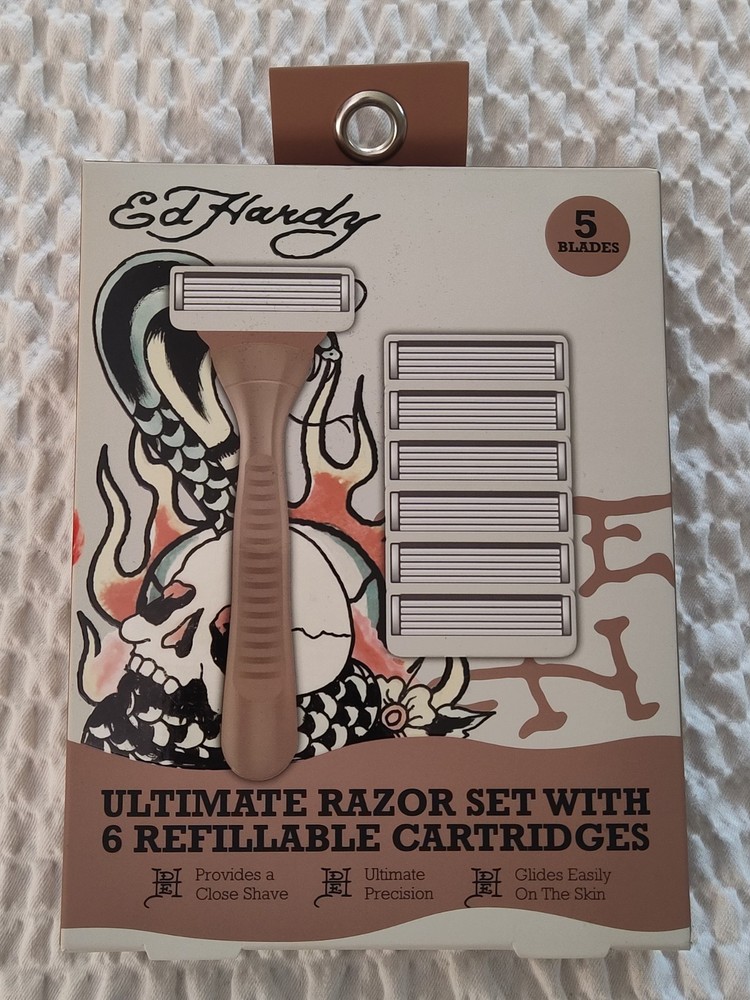 Ed Hardy
5
BLADES
E
H
ULTIMATE RAZOR SET WITH
6 REFILLABLE CARTRIDGES
Provides a
Close Shave
Ultimate
Precision
Glides Easily
On The Skin